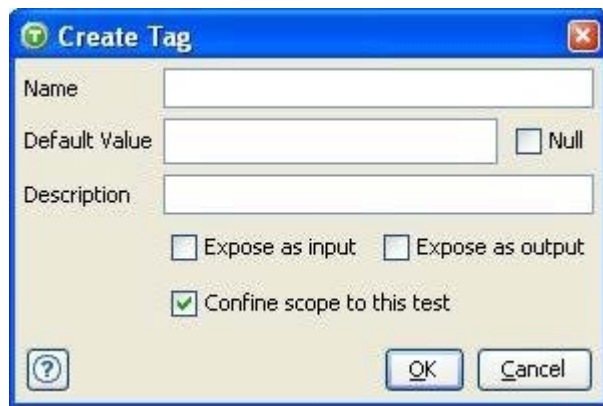 Create Tag
Name
Default Value
Null
Description
Expose as input
Expose as output
Confine scope to this test
?
OK
Cancel